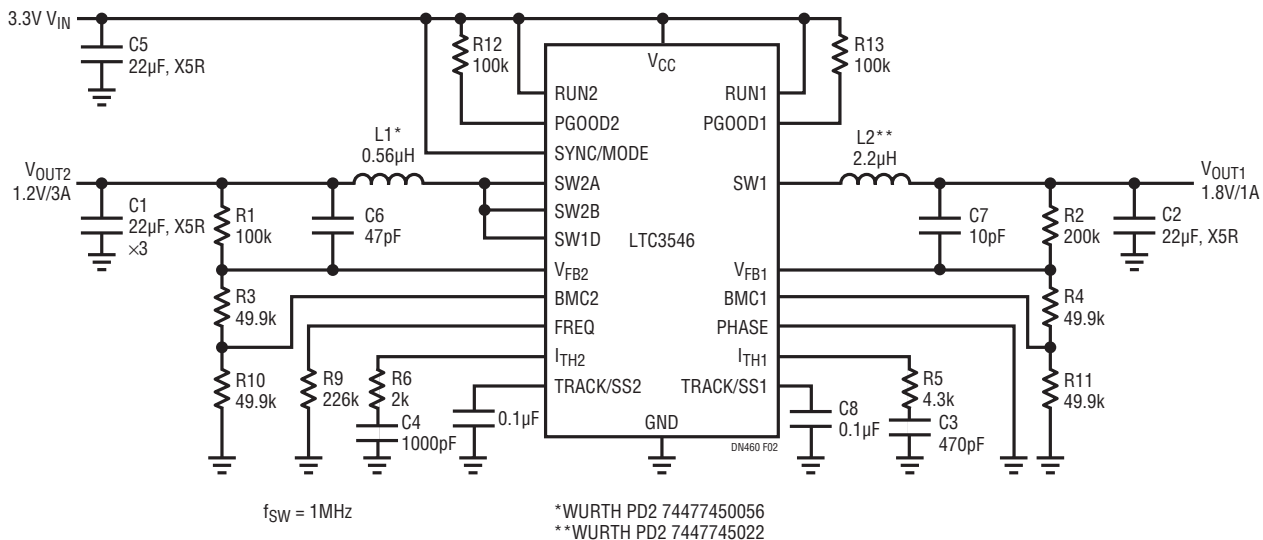 3.3V VIN
C5
22µF, X5R
R12
100k
VCC
R13
100k
RUN2
RUN1
PGOOD2
PGOOD1
SYNC/MODE
L1*
0.56µH
L2**
2.2µH
VOUT2
1.2V/3A
SW2A
SW1
VOUT1
1.8V/1A
C1
22µF, X5R
×3
R1
100k
C6
47pF
SW2B
SW1D
LTC3546
C7
10pF
R2
200k
C2
22µF, X5R
VFB2
VFB1
R3
49.9k
BMC2
BMC1
R4
49.9k
FREQ
PHASE
ITH2
ITH1
R10
49.9k
R9
226k
R6
2k
TRACK/SS2
TRACK/SS1
R5
4.3k
R11
49.9k
C4
1000pF
0.1µF
GND
C8
0.1µF
C3
470pF
DN460 F02
fSW = 1MHz
*WURTH PD2 74477450056
**WURTH PD2 7447745022